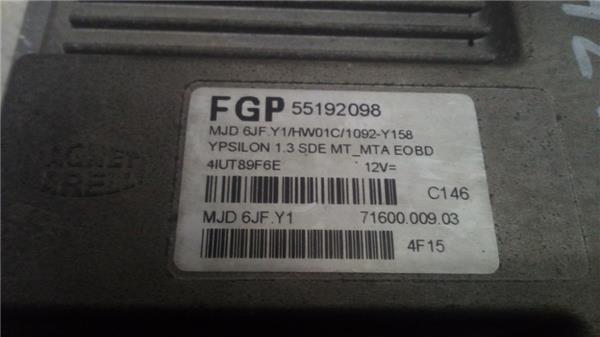 FGP 55192098
MJD 6JF.Y1/HW01C/1092-Y158
YPSILON 1.3 SDE MT_MTA EOBD
4IUT89F6E 12V=
C146
MJD 6JF.Y1 71600.009.03
4F15